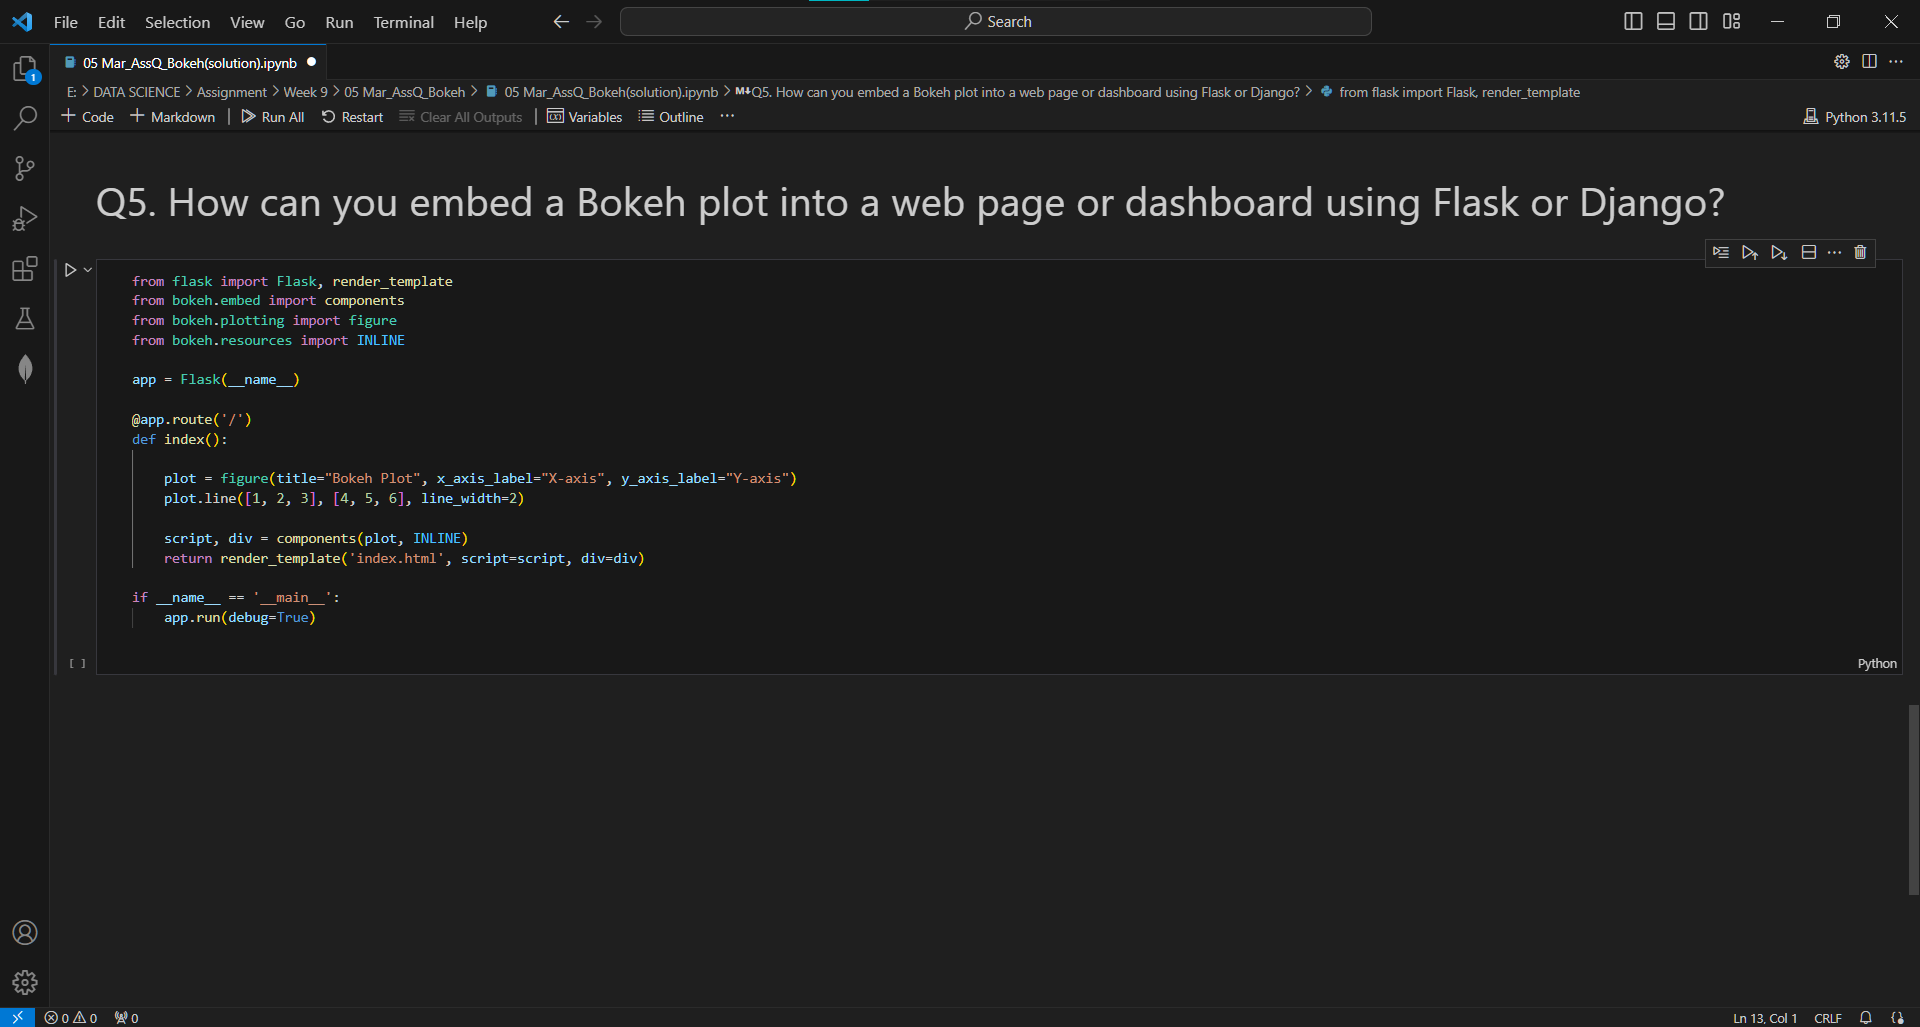 File Edit Selection View Go Run Terminal Help Search
05 Mar_AssQ_Bokeh(solution).ipynb
1
E: > DATA SCIENCE > Assignment > Week 9 > 05 Mar_AssQ_Bokeh > 05 Mar_AssQ_Bokeh(solution).ipynb > M↓Q5. How can you embed a Bokeh plot into a web page or dashboard using Flask or Django? > from flask import Flask, render_template
+ Code + Markdown | Run All Restart Clear All Outputs | Variables Outline ··· Python 3.11.5
Q5. How can you embed a Bokeh plot into a web page or dashboard using Flask or Django?
from flask import Flask, render_template
from bokeh.embed import components
from bokeh.plotting import figure
from bokeh.resources import INLINE
app = Flask(__name__)
@app.route('/')
def index():
plot = figure(title="Bokeh Plot", x_axis_label="X-axis", y_axis_label="Y-axis")
plot.line([1, 2, 3], [4, 5, 6], line_width=2)
script, div = components(plot, INLINE)
return render_template('index.html', script=script, div=div)
if __name__ == '__main__':
app.run(debug=True)
[ ] Python
0 0 0 Ln 13, Col 1 CRLF